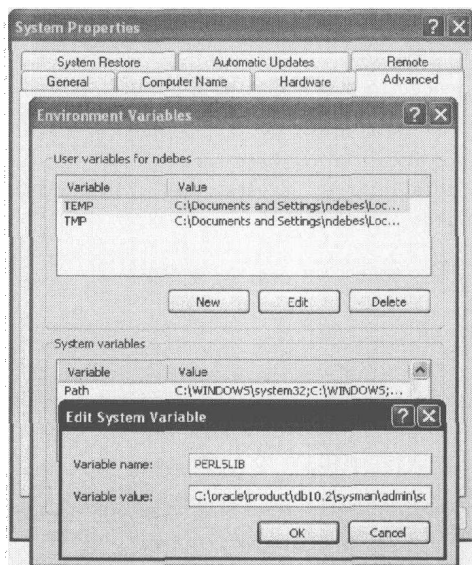 System Properties
System Restore Automatic Updates Remote
General Computer Name Hardware Advanced
Environment Variables
User variables for ndebes
Variable Value
TEMP C:\Documents and Settings\ndebes\Loc...
TMP C:\Documents and Settings\ndebes\Loc...
New Edit Delete
System variables
Variable Value
Path C:\WINDOWS\system32;C:\WINDOWS;...
Edit System Variable
Variable name: PERL5LIB
Variable value: C:\oracle\product\db10.2\sysman\admin\sc
OK Cancel